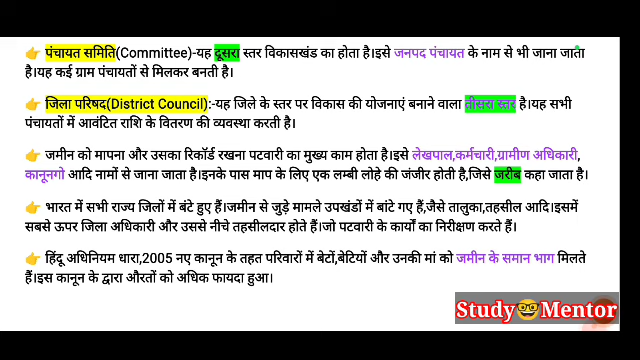 👉 पंचायत समिति(Committee)-यह दूसरा स्तर विकासखंड का होता है।इसे जनपद पंचायत के नाम से भी जाना जाता
है।यह कई ग्राम पंचायतों से मिलकर बनती है।
👉 जिला परिषद(District Council):-यह जिले के स्तर पर विकास की योजनाएं बनाने वाला तीसरा स्तर है।यह सभी
पंचायतों में आवंटित राशि के वितरण की व्यवस्था करती है।
👉 जमीन को मापना और उसका रिकॉर्ड रखना पटवारी का मुख्य काम होता है।इसे लेखपाल,कर्मचारी,ग्रामीण अधिकारी,
कानूनगो आदि नामों से जाना जाता है।इनके पास माप के लिए एक लम्बी लोहे की जंजीर होती है,जिसे जरीब कहा जाता है।
👉 भारत में सभी राज्य जिलों में बंटे हुए हैं।जमीन से जुड़े मामले उपखंडों में बांटे गए हैं,जैसे तालुका,तहसील आदि।इसमें
सबसे ऊपर जिला अधिकारी और उससे नीचे तहसीलदार होते हैं।जो पटवारी के कार्यों का निरीक्षण करते हैं।
👉 हिंदू अधिनियम धारा,2005 नए कानून के तहत परिवारों में बेटों,बेटियों और उनकी मां को जमीन के समान भाग मिलते
हैं।इस कानून के द्वारा औरतों को अधिक फायदा हुआ।
Study🤓Mentor